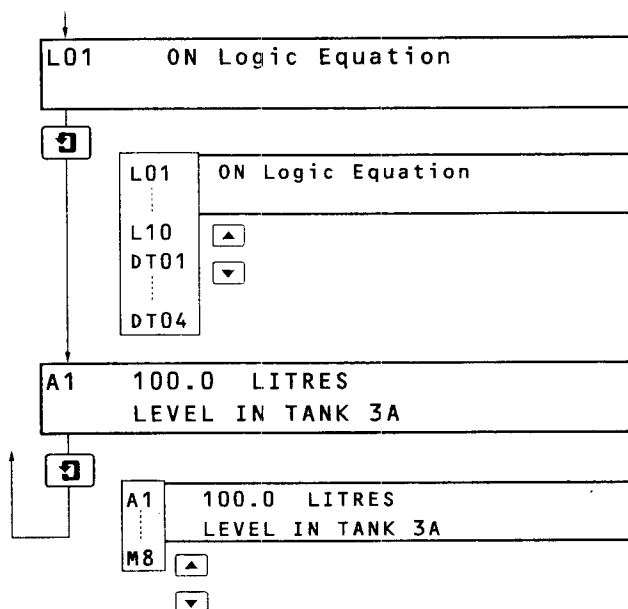 L01 ON Logic Equation
L01 ON Logic Equation
L10
DT01
DT04
A1 100.0 LITRES
LEVEL IN TANK 3A
A1 100.0 LITRES
LEVEL IN TANK 3A
M8